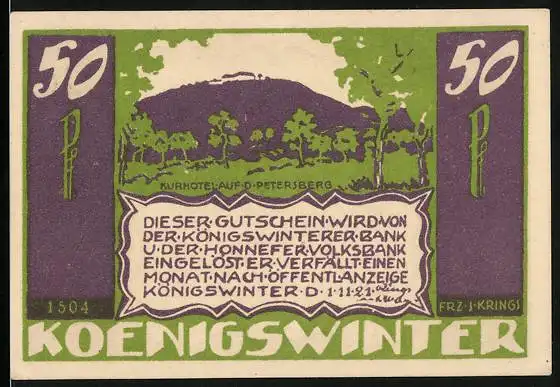 50 50
Pf Pf
KURHOTEL AUF D. PETERSBERG
DIESER·GUTSCHEIN·WIRD·VON
DER·KÖNIGSWINTERER·BANK
U·DER·HONNEFER·VOLKSBANK
EINGELÖST·ER·VERFÄLLT·EINEN
MONAT·NACH·ÖFFENTL·ANZEIGE
KÖNIGSWINTER·D·1·11·21·
1504 FRZ·J·KRINGS
KOENIGSWINTER